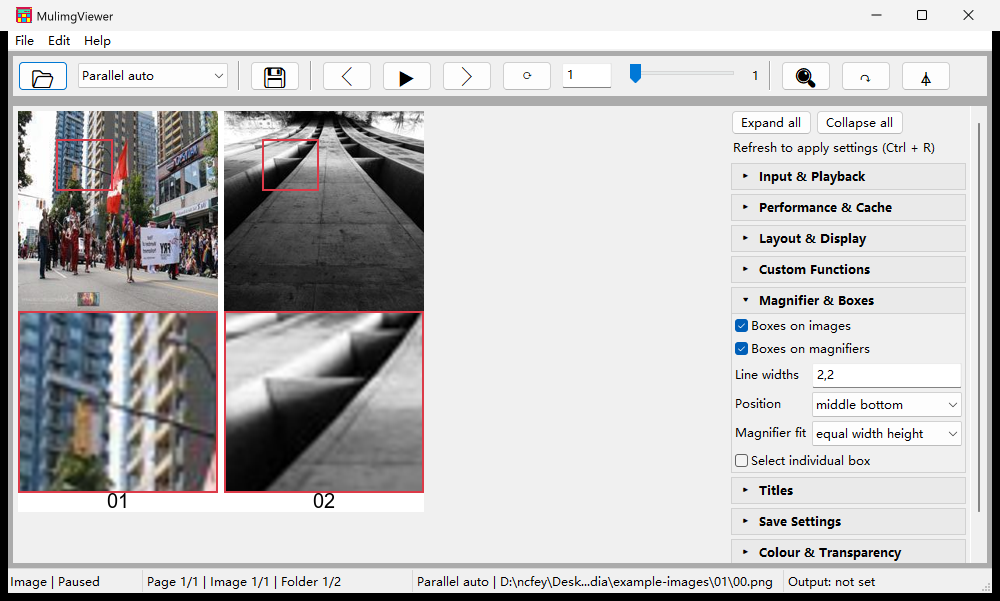 MulimgViewer
File Edit Help
Parallel auto
1
1
Expand all Collapse all
Refresh to apply settings (Ctrl + R)
Input & Playback
Performance & Cache
Layout & Display
Custom Functions
Magnifier & Boxes
Boxes on images
Boxes on magnifiers
Line widths 2,2
Position middle bottom
Magnifier fit equal width height
Select individual box
Titles
Save Settings
Colour & Transparency
01 02
Image | Paused
Page 1/1 | Image 1/1 | Folder 1/2
Parallel auto | D:\ncfey\Desk...dia\example-images\01\00.png
Output: not set